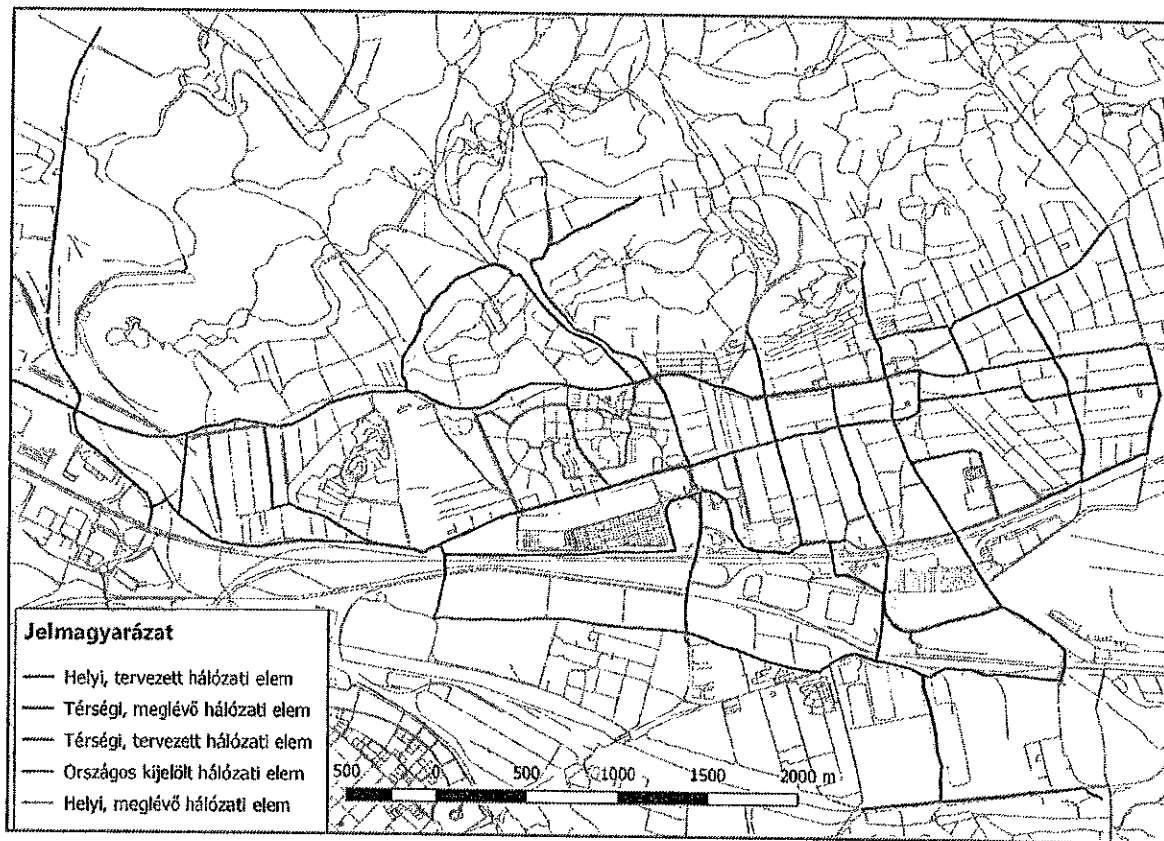 Jelmagyarázat
Helyi, tervezett hálózati elem
Térségi, meglévő hálózati elem
Térségi, tervezett hálózati elem
Országos kijelölt hálózati elem
Helyi, meglévő hálózati elem
500 0 500 1000 1500 2000 m